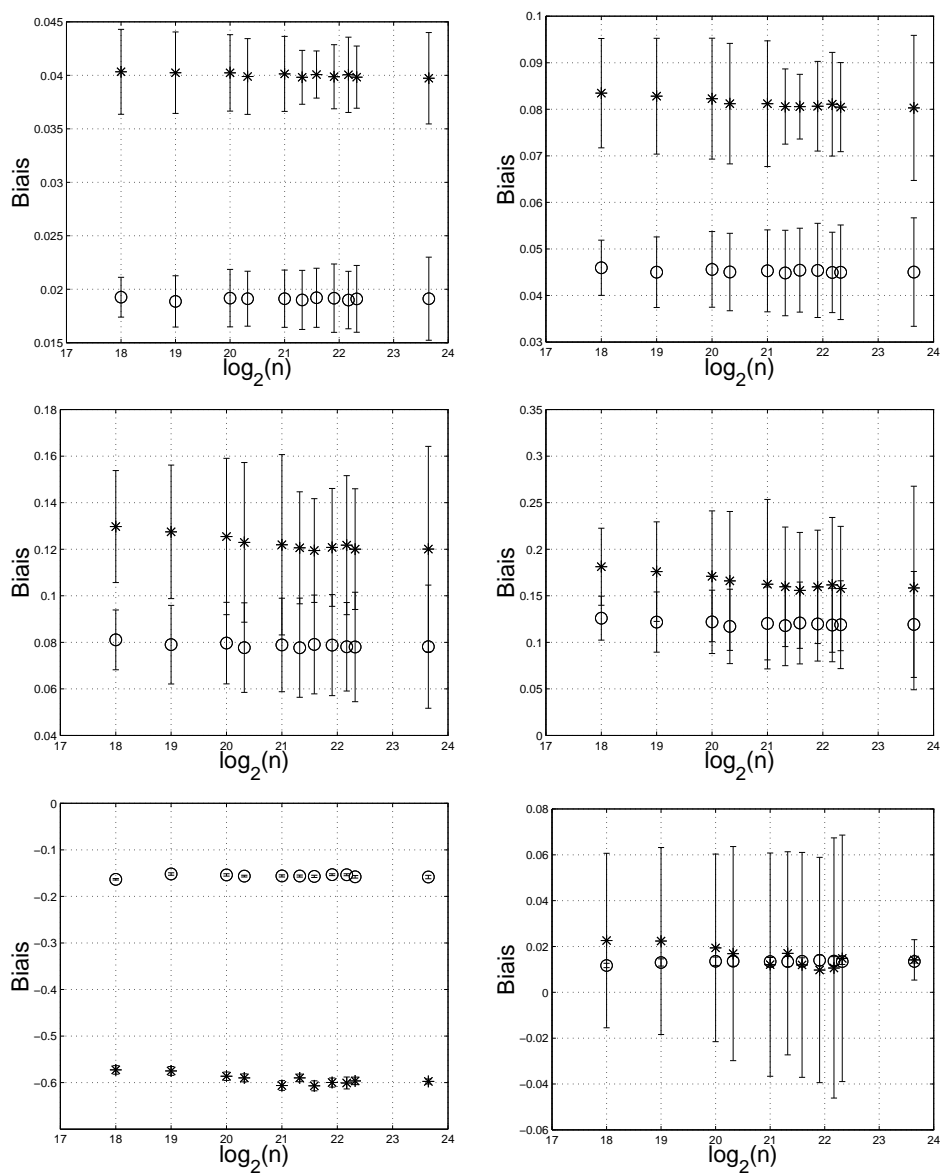 0.045
0.04
0.035
0.03
0.025
0.02
0.015
17 18 19 20 21 22 23 24
Biais
log2(n)
0.1
0.09
0.08
0.07
0.06
0.05
0.04
0.03
17 18 19 20 21 22 23 24
Biais
log2(n)
0.18
0.16
0.14
0.12
0.1
0.08
0.06
0.04
17 18 19 20 21 22 23 24
Biais
log2(n)
0.35
0.3
0.25
0.2
0.15
0.1
0.05
0
17 18 19 20 21 22 23 24
Biais
log2(n)
0
−0.1
−0.2
−0.3
−0.4
−0.5
−0.6
17 18 19 20 21 22 23 24
Biais
log2(n)
0.08
0.06
0.04
0.02
0
−0.02
−0.04
−0.06
17 18 19 20 21 22 23 24
Biais
log2(n)